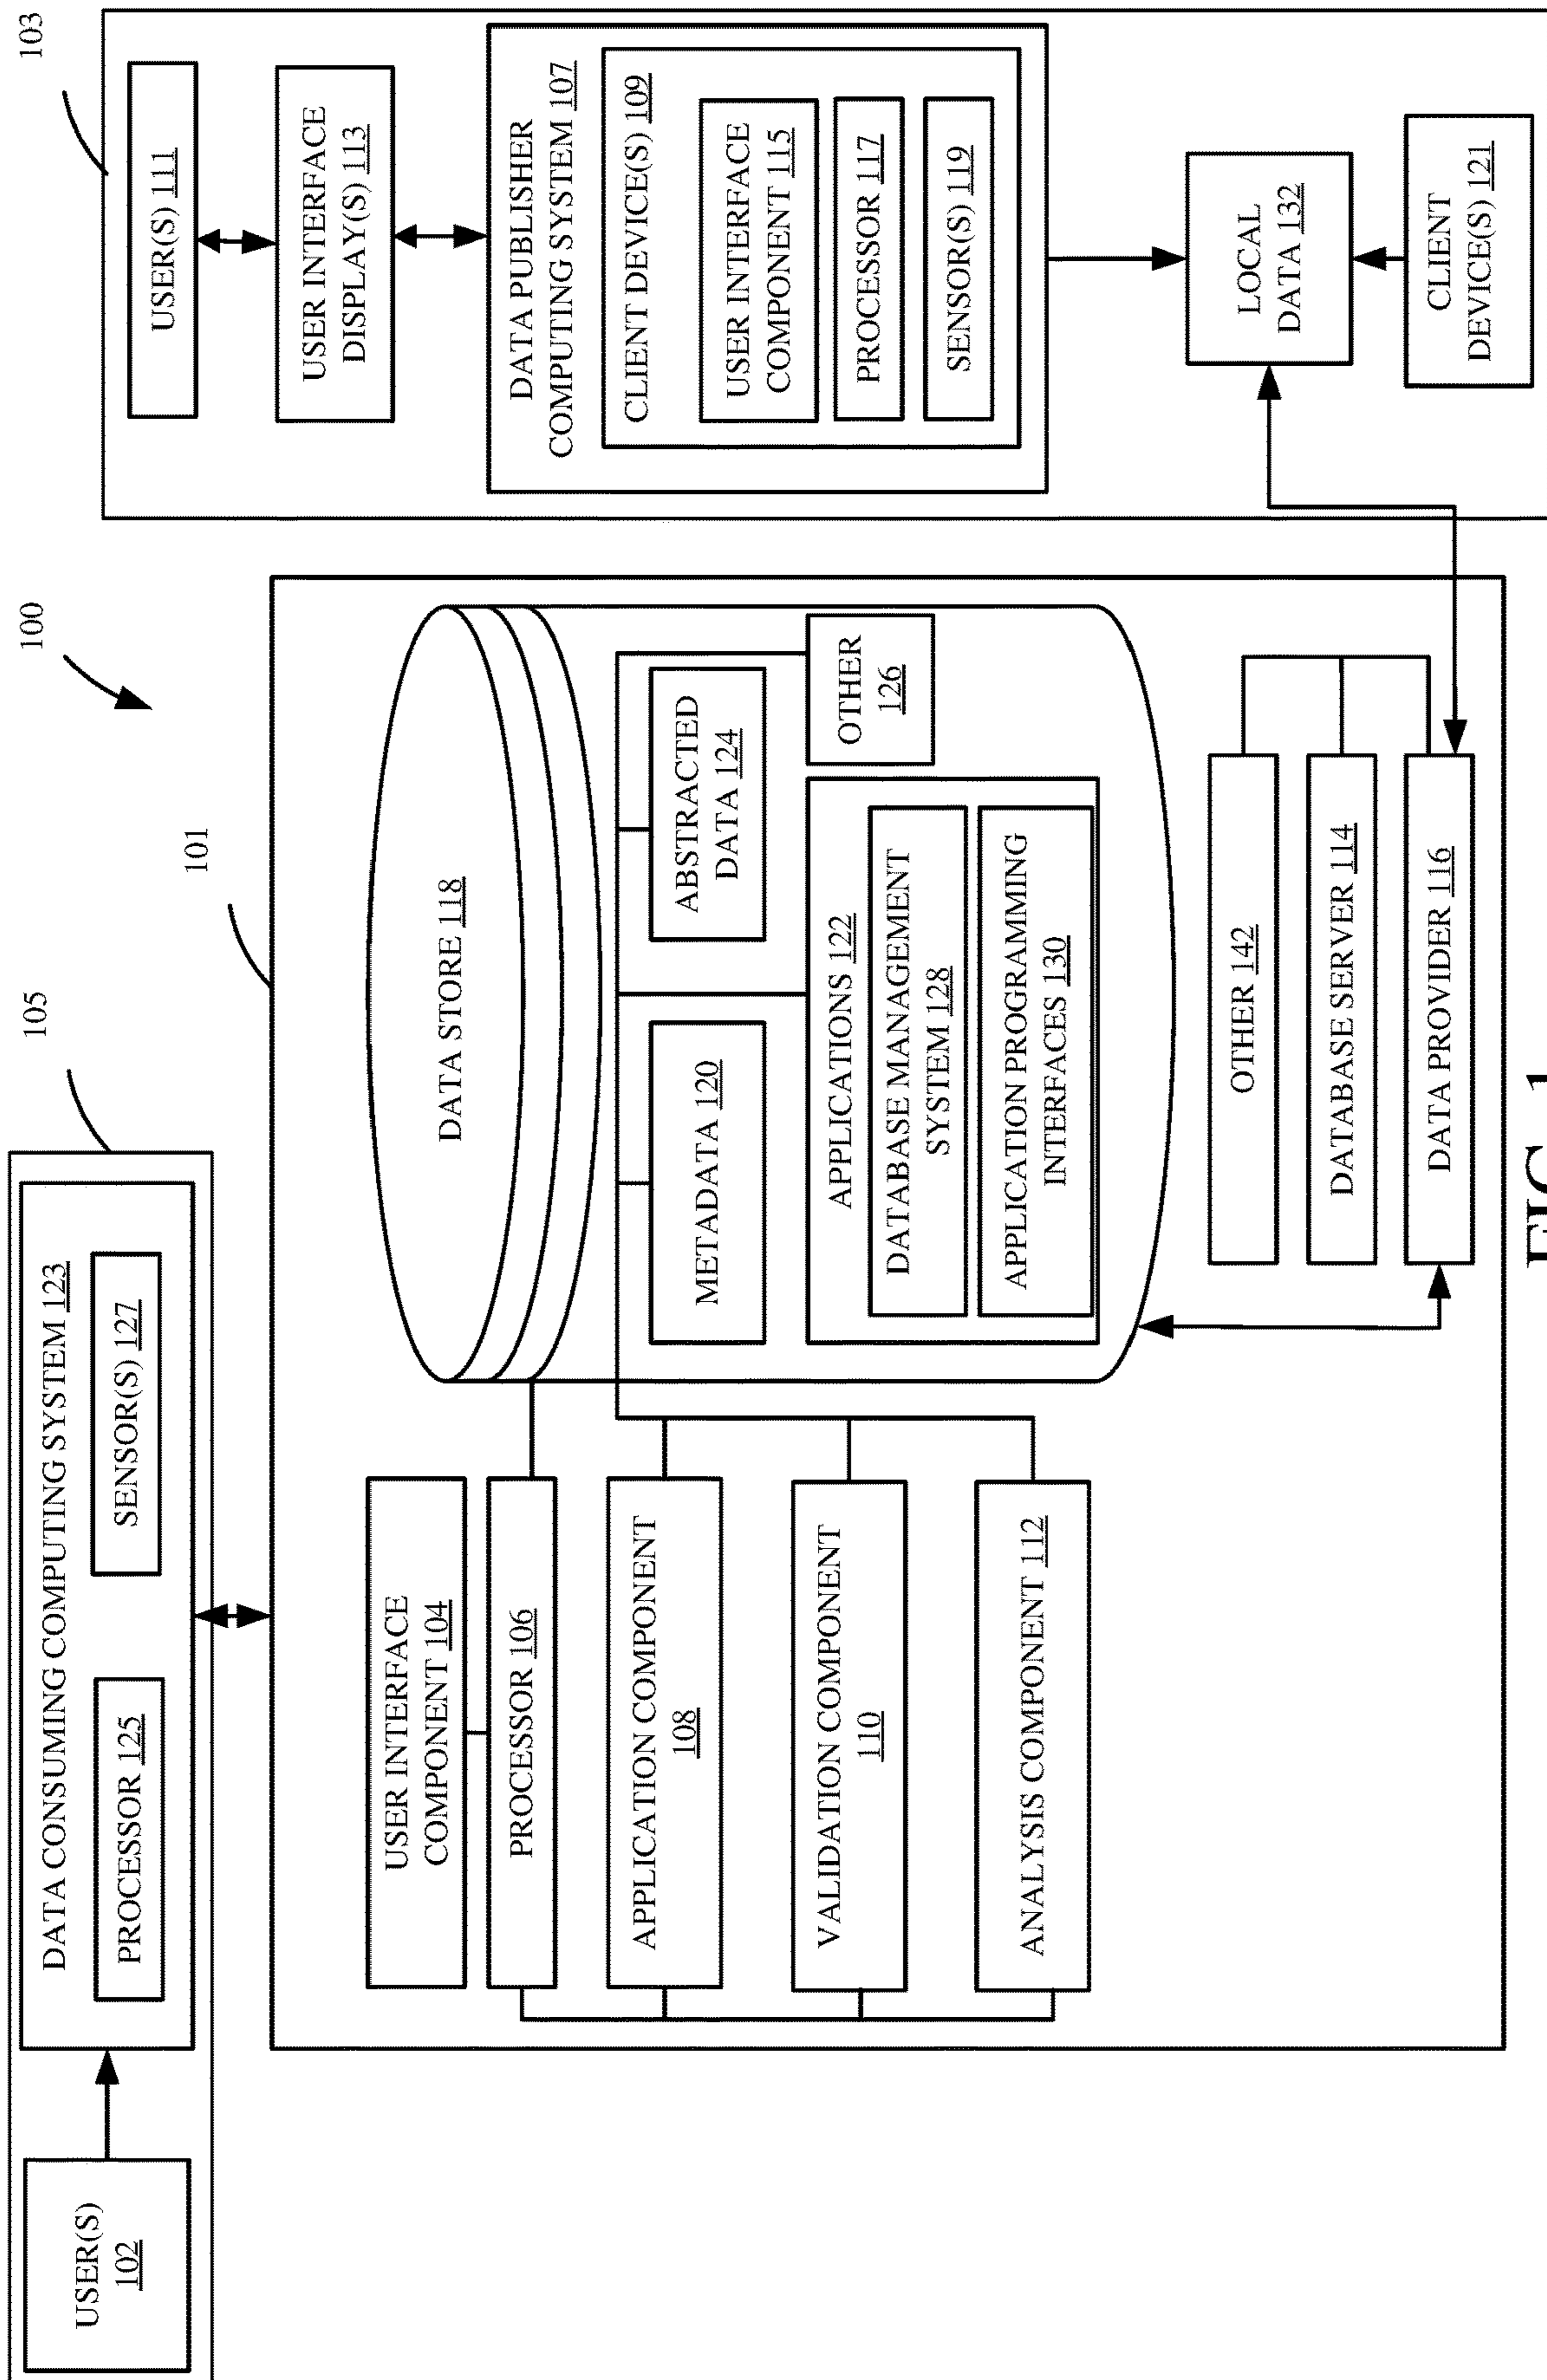 100
103
105
101
USER(S)
102
DATA CONSUMING COMPUTING SYSTEM 123
PROCESSOR 125
SENSOR(S) 127
USER INTERFACE
COMPONENT 104
PROCESSOR 106
APPLICATION COMPONENT
108
VALIDATION COMPONENT
110
ANALYSIS COMPONENT 112
DATA STORE 118
METADATA 120
ABSTRACTED
DATA 124
APPLICATIONS 122
DATABASE MANAGEMENT
SYSTEM 128
APPLICATION PROGRAMMING
INTERFACES 130
OTHER
126
OTHER 142
DATABASE SERVER 114
DATA PROVIDER 116
USER(S) 111
USER INTERFACE
DISPLAY(S) 113
DATA PUBLISHER
COMPUTING SYSTEM 107
CLIENT DEVICE(S) 109
USER INTERFACE
COMPONENT 115
PROCESSOR 117
SENSOR(S) 119
LOCAL
DATA 132
CLIENT
DEVICE(S) 121
FIG. 1